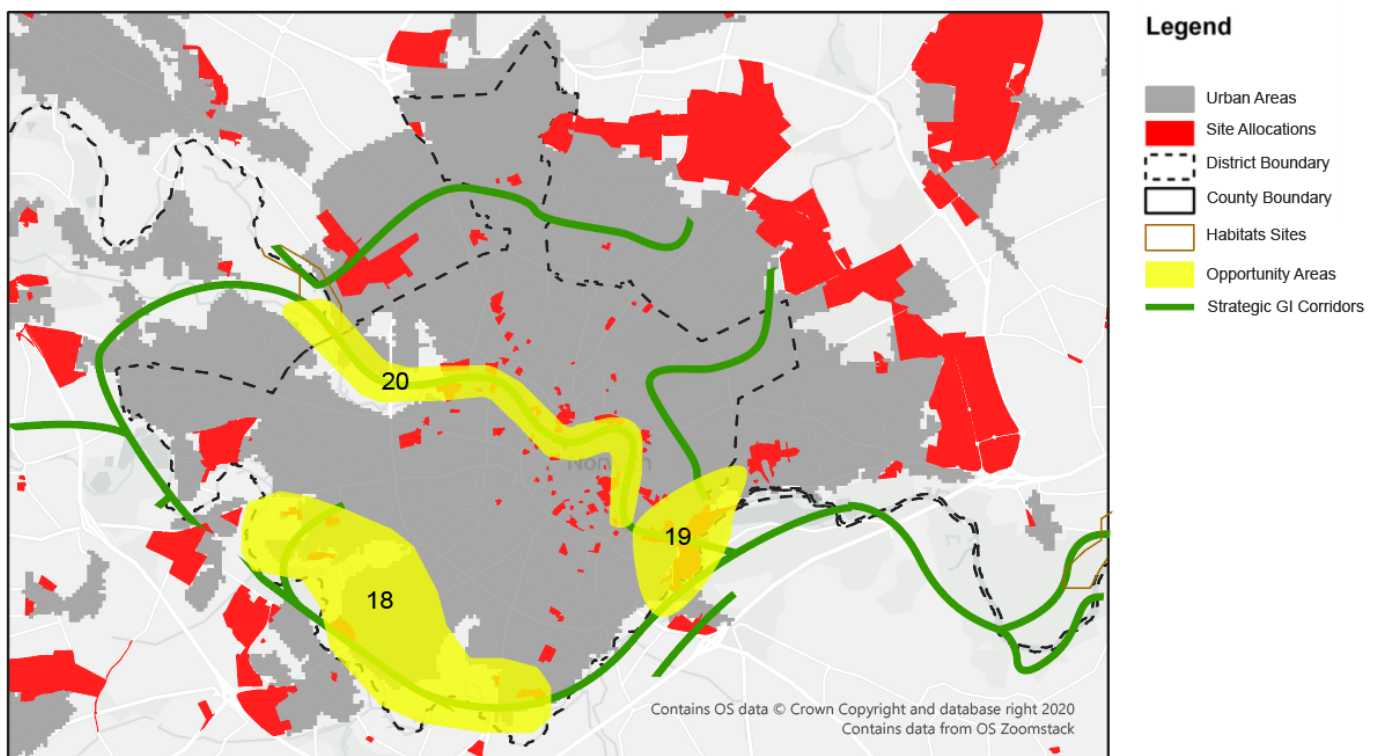 Legend
Urban Areas
Site Allocations
District Boundary
County Boundary
Habitats Sites
Opportunity Areas
Strategic GI Corridors
20
19
18
Contains OS data © Crown Copyright and database right 2020
Contains data from OS Zoomstack